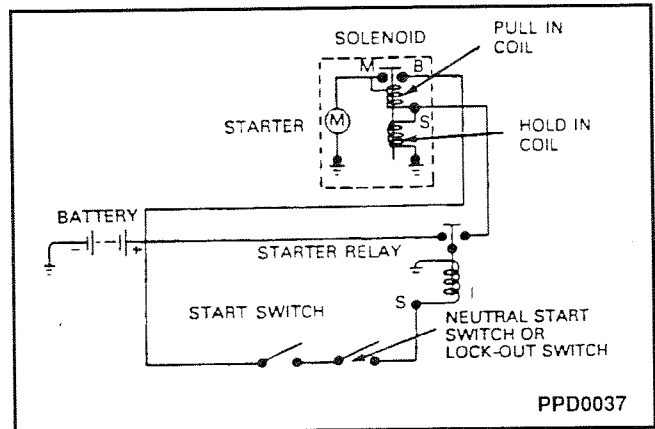 SOLENOID
PULL IN
COIL
M
B
S
STARTER
M
HOLD IN
COIL
BATTERY
-
+
STARTER RELAY
S
I
START SWITCH
NEUTRAL START
SWITCH OR
LOCK-OUT SWITCH
PPD0037